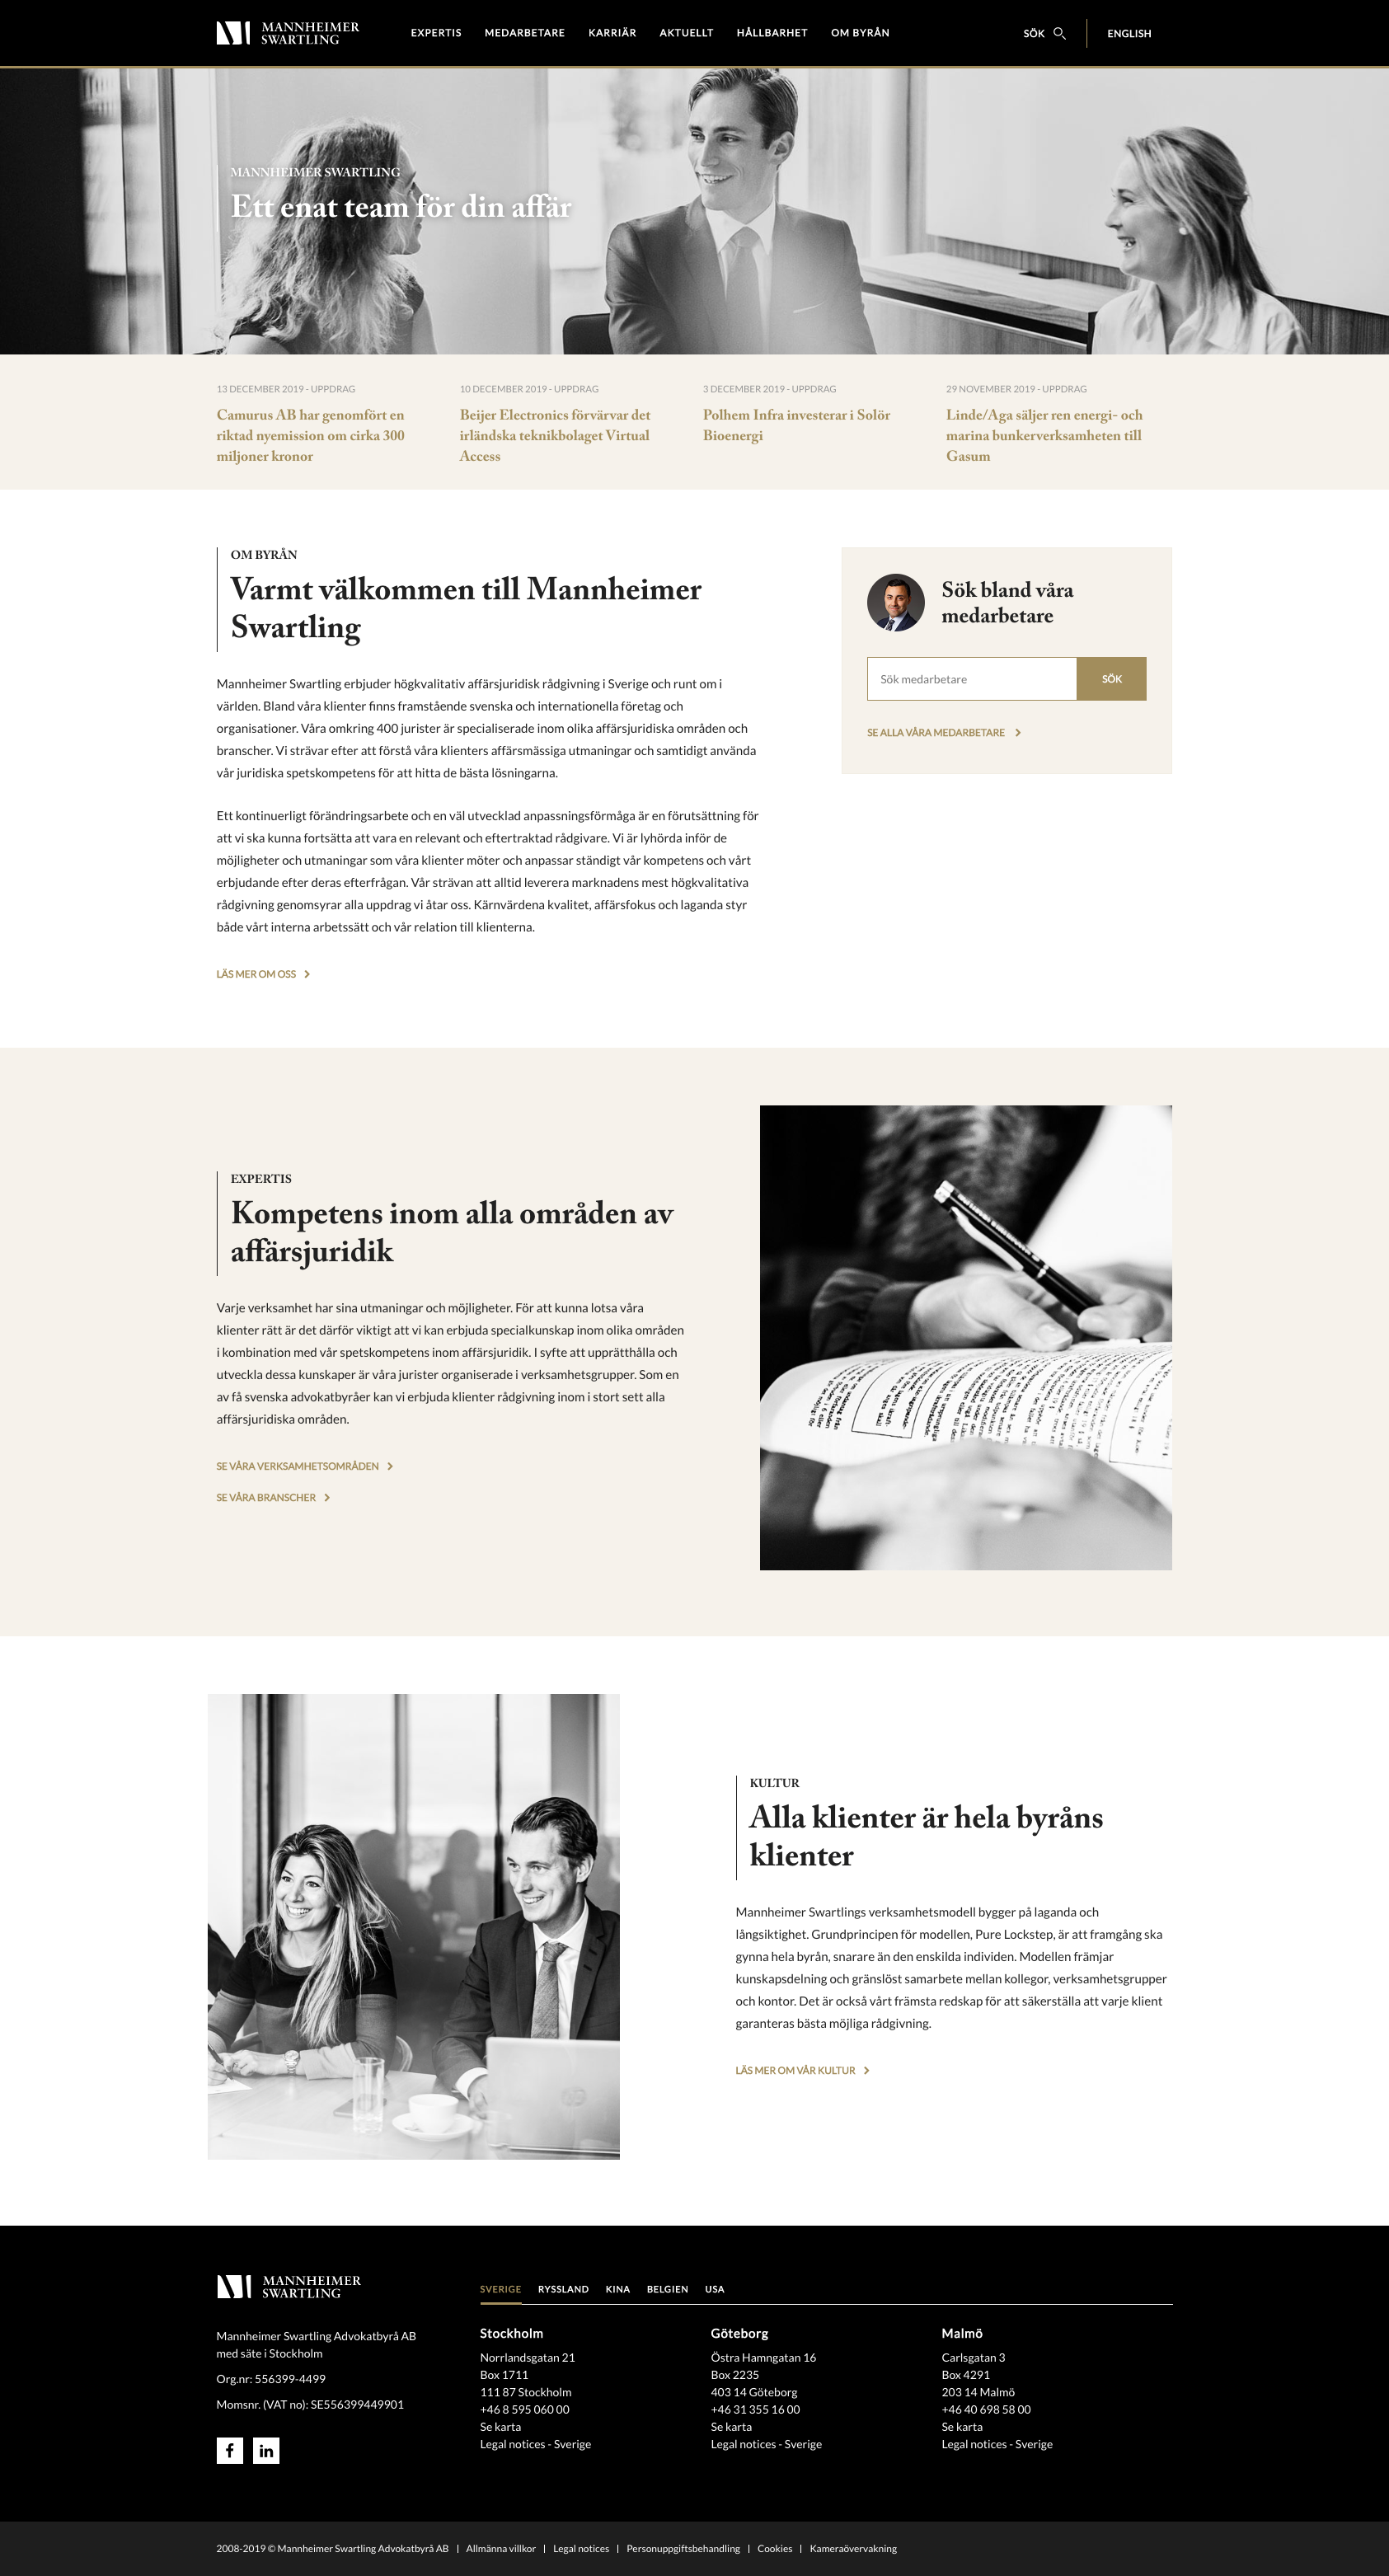 MANNHEIMER
SWARTLING
EXPERTIS MEDARBETARE KARRIÄR AKTUELLT HÅLLBARHET OM BYRÅN
SÖK
ENGLISH
MANNHEIMER SWARTLING
Ett enat team för din affär
13 DECEMBER 2019 - UPPDRAG
Camurus AB har genomfört en
riktad nyemission om cirka 300
miljoner kronor
10 DECEMBER 2019 - UPPDRAG
Beijer Electronics förvärvar det
irländska teknikbolaget Virtual
Access
3 DECEMBER 2019 - UPPDRAG
Polhem Infra investerar i Solör
Bioenergi
29 NOVEMBER 2019 - UPPDRAG
Linde/Aga säljer ren energi- och
marina bunkerverksamheten till
Gasum
OM BYRÅN
Varmt välkommen till Mannheimer
Swartling
Mannheimer Swartling erbjuder högkvalitativ affärsjuridisk rådgivning i Sverige och runt om i
världen. Bland våra klienter finns framstående svenska och internationella företag och
organisationer. Våra omkring 400 jurister är specialiserade inom olika affärsjuridiska områden och
branscher. Vi strävar efter att förstå våra klienters affärsmässiga utmaningar och samtidigt använda
vår juridiska spetskompetens för att hitta de bästa lösningarna.
Ett kontinuerligt förändringsarbete och en väl utvecklad anpassningsförmåga är en förutsättning för
att vi ska kunna fortsätta att vara en relevant och eftertraktad rådgivare. Vi är lyhörda inför de
möjligheter och utmaningar som våra klienter möter och anpassar ständigt vår kompetens och vårt
erbjudande efter deras efterfrågan. Vår strävan att alltid leverera marknadens mest högkvalitativa
rådgivning genomsyrar alla uppdrag vi åtar oss. Kärnvärdena kvalitet, affärsfokus och laganda styr
både vårt interna arbetssätt och vår relation till klienterna.
LÄS MER OM OSS
Sök bland våra
medarbetare
Sök medarbetare
SÖK
SE ALLA VÅRA MEDARBETARE
EXPERTIS
Kompetens inom alla områden av
affärsjuridik
Varje verksamhet har sina utmaningar och möjligheter. För att kunna lotsa våra
klienter rätt är det därför viktigt att vi kan erbjuda specialkunskap inom olika områden
i kombination med vår spetskompetens inom affärsjuridik. I syfte att upprätthålla och
utveckla dessa kunskaper är våra jurister organiserade i verksamhetsgrupper. Som en
av få svenska advokatbyråer kan vi erbjuda klienter rådgivning inom i stort sett alla
affärsjuridiska områden.
SE VÅRA VERKSAMHETSOMRÅDEN
SE VÅRA BRANSCHER
KULTUR
Alla klienter är hela byråns
klienter
Mannheimer Swartlings verksamhetsmodell bygger på laganda och
långsiktighet. Grundprincipen för modellen, Pure Lockstep, är att framgång ska
gynna hela byrån, snarare än den enskilda individen. Modellen främjar
kunskapsdelning och gränslöst samarbete mellan kollegor, verksamhetsgrupper
och kontor. Det är också vårt främsta redskap för att säkerställa att varje klient
garanteras bästa möjliga rådgivning.
LÄS MER OM VÅR KULTUR
MANNHEIMER
SWARTLING
Mannheimer Swartling Advokatbyrå AB
med säte i Stockholm
Org.nr: 556399-4499
Momsnr. (VAT no): SE556399449901
SVERIGE RYSSLAND KINA BELGIEN USA
Stockholm
Norrlandsgatan 21
Box 1711
111 87 Stockholm
+46 8 595 060 00
Se karta
Legal notices - Sverige
Göteborg
Östra Hamngatan 16
Box 2235
403 14 Göteborg
+46 31 355 16 00
Se karta
Legal notices - Sverige
Malmö
Carlsgatan 3
Box 4291
203 14 Malmö
+46 40 698 58 00
Se karta
Legal notices - Sverige
2008-2019 © Mannheimer Swartling Advokatbyrå AB | Allmänna villkor | Legal notices | Personuppgiftsbehandling | Cookies | Kameraövervakning